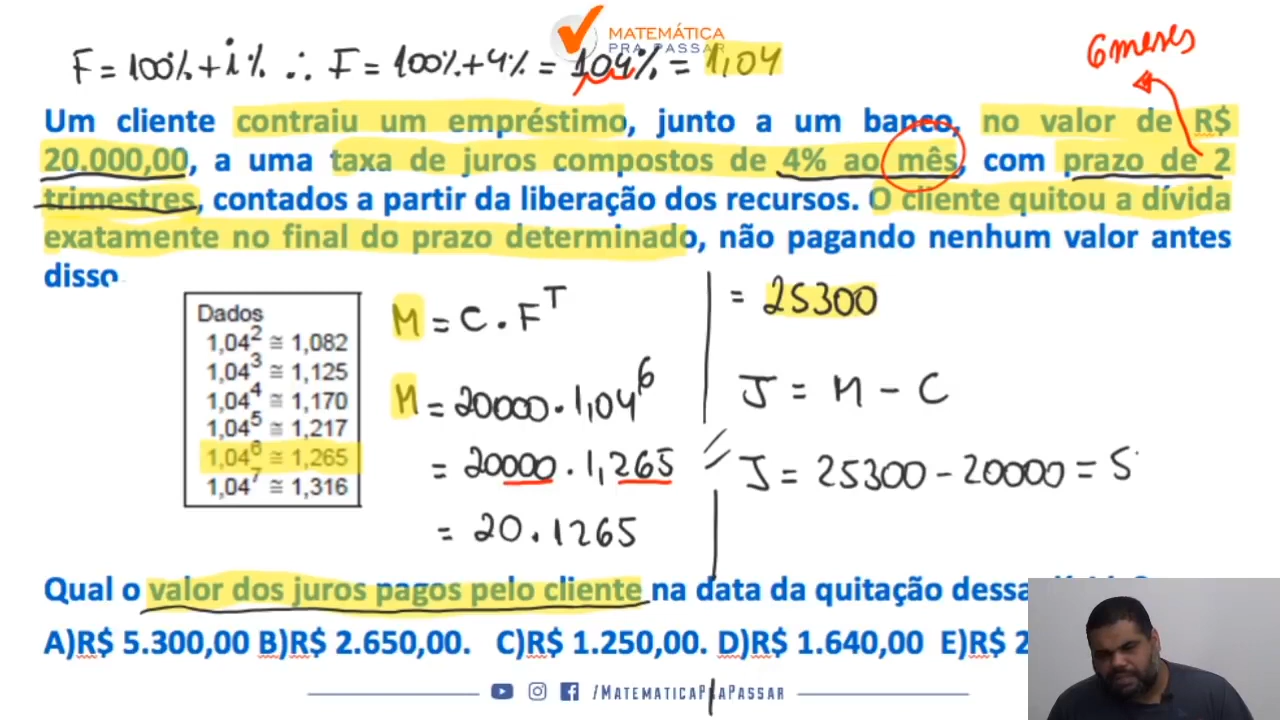 MATEMÁTICA
PRA PASSAR
F = 100% + i% ∴ F = 100% + 4% = 104% = 1,04
6 meses
Um cliente contraiu um empréstimo, junto a um banco, no valor de R$
20.000,00, a uma taxa de juros compostos de 4% ao mês, com prazo de 2
trimestres, contados a partir da liberação dos recursos. O cliente quitou a dívida
exatamente no final do prazo determinado, não pagando nenhum valor antes
disso
Dados
1,04² ≅ 1,082
1,04³ ≅ 1,125
1,04⁴ ≅ 1,170
1,04⁵ ≅ 1,217
1,04⁶ ≅ 1,265
1,04⁷ ≅ 1,316
M = C . F^T
M = 20000 . 1,04⁶
= 20000 . 1,265
= 20 . 1265
= 25300
J = M - C
J = 25300 - 20000 = 5
Qual o valor dos juros pagos pelo cliente na data da quitação dessa
A)R$ 5.300,00 B)R$ 2.650,00. C)R$ 1.250,00. D)R$ 1.640,00 E)R$ 2
/MATEMATICAPRAPASSAR